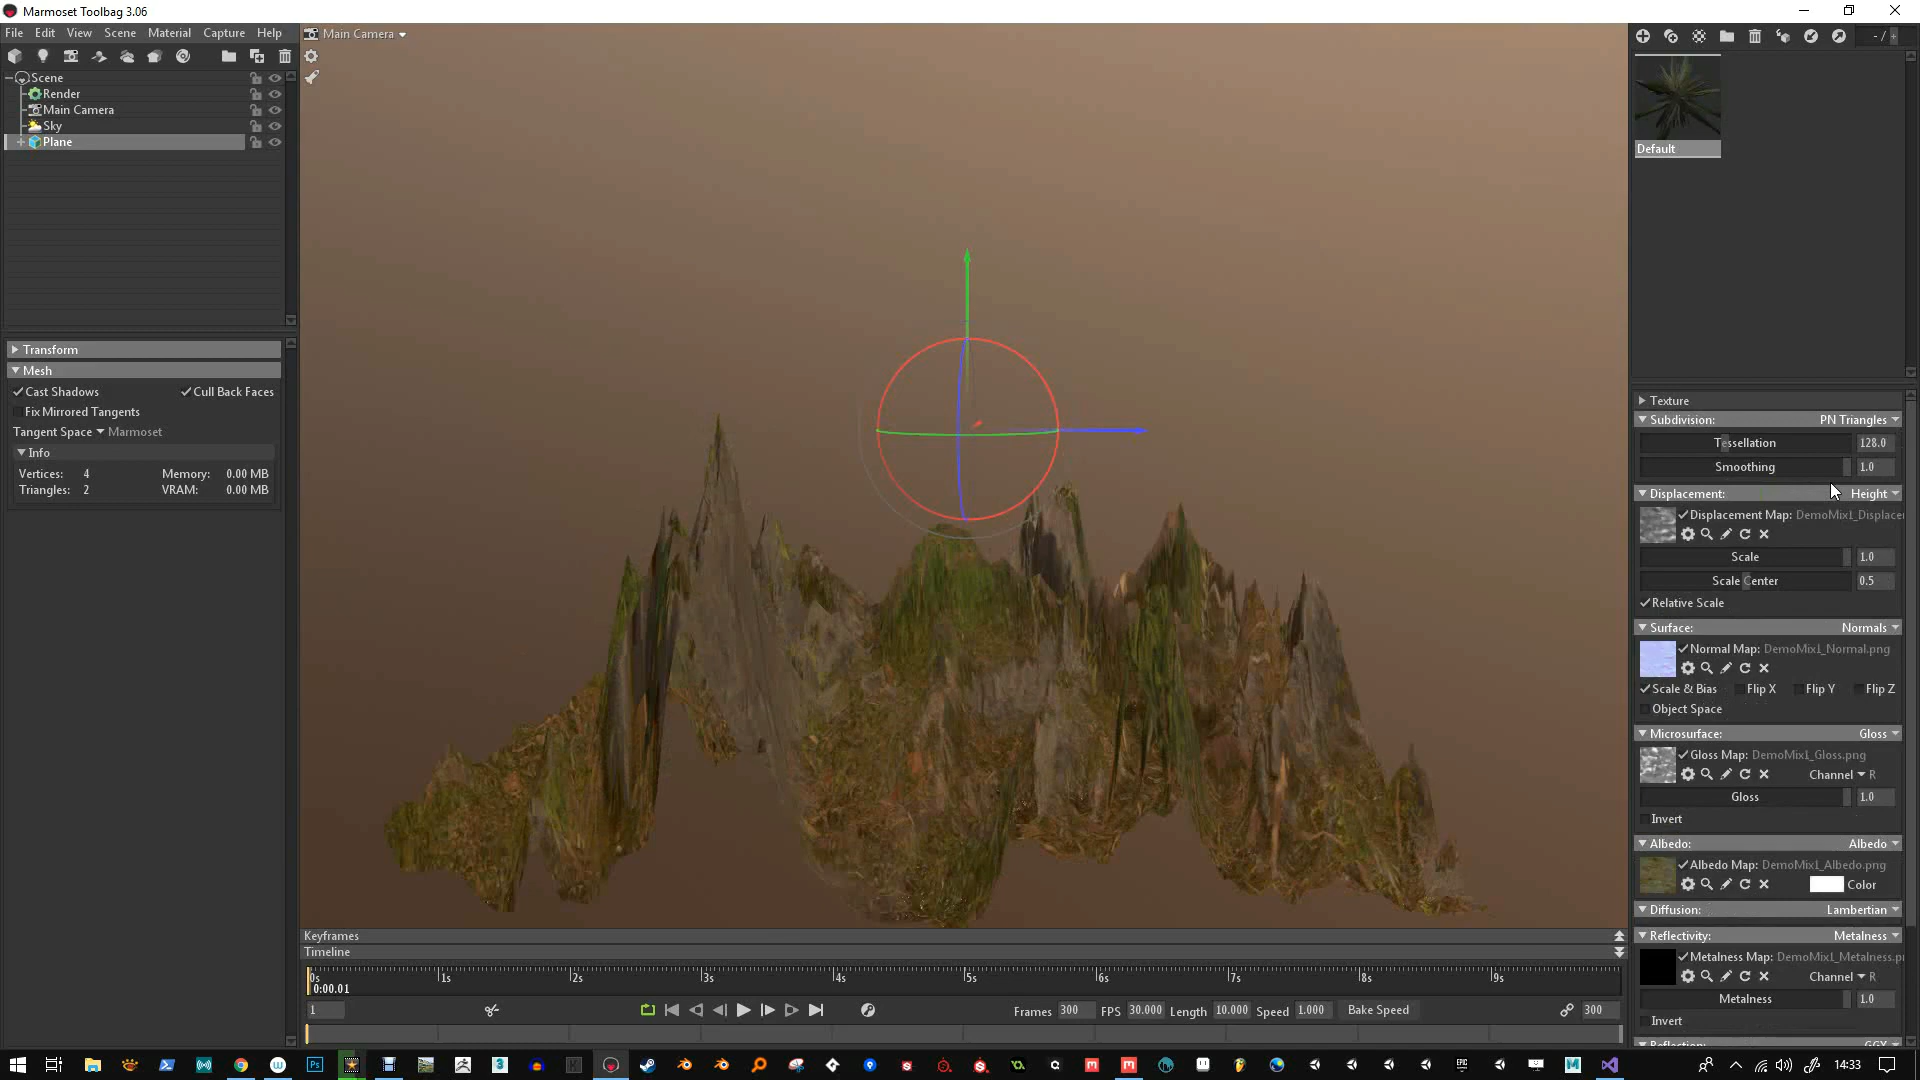 Marmoset Toolbag 3.06
File Edit View Scene Material Capture Help
Main Camera
- / +
Scene
Render
Main Camera
Sky
Plane
Default
Transform
Mesh
Cast Shadows Cull Back Faces
Fix Mirrored Tangents
Tangent Space Marmoset
Info
Vertices: 4 Memory: 0.00 MB
Triangles: 2 VRAM: 0.00 MB
Texture
Subdivision: PN Triangles
Tessellation 128.0
Smoothing 1.0
Displacement: Height
Displacement Map: DemoMix1_Displace
Scale 1.0
Scale Center 0.5
Relative Scale
Surface: Normals
Normal Map: DemoMix1_Normal.png
Scale & Bias Flip X Flip Y Flip Z
Object Space
Microsurface: Gloss
Gloss Map: DemoMix1_Gloss.png
Channel R
Gloss 1.0
Invert
Albedo: Albedo
Albedo Map: DemoMix1_Albedo.png
Color
Diffusion: Lambertian
Reflectivity: Metalness
Metalness Map: DemoMix1_Metalness.p
Channel R
Metalness 1.0
Invert
Reflection: GGX
Keyframes
Timeline
0s 1s 2s 3s 4s 5s 6s 7s 8s 9s
0:00.01
1
Frames 300 FPS 30.000 Length 10.000 Speed 1.000 Bake Speed 300
14:33